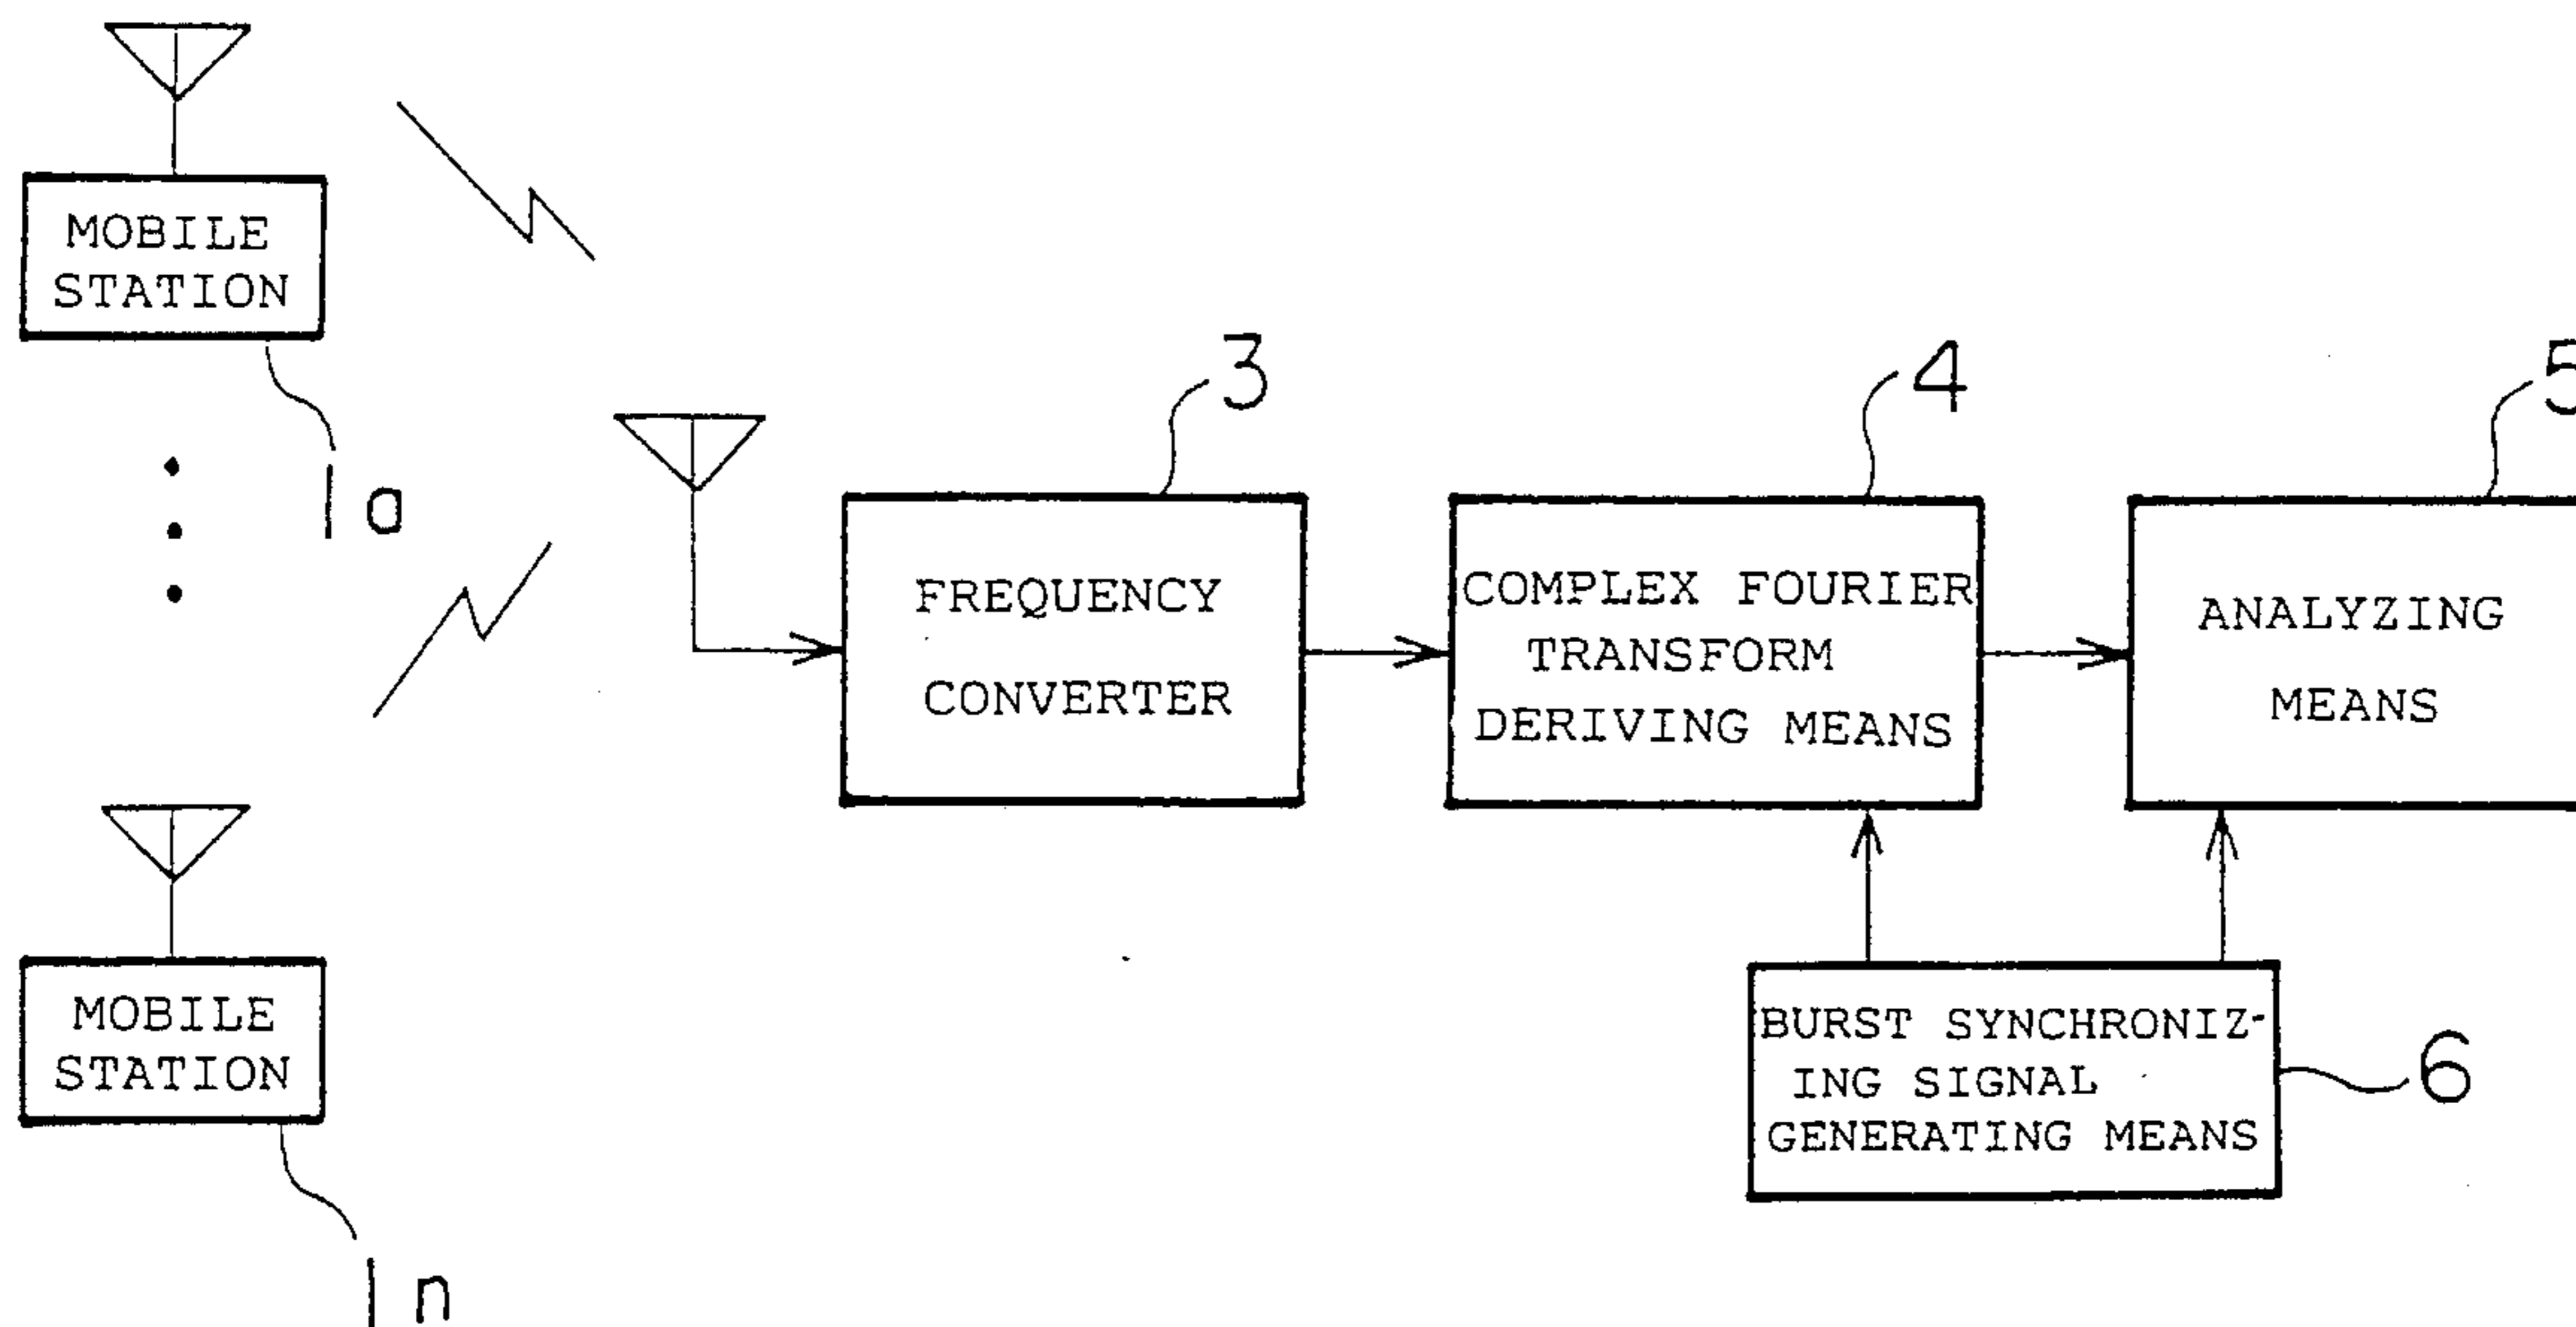 MOBILE
STATION
1a
3
4
5
FREQUENCY
CONVERTER
COMPLEX FOURIER
TRANSFORM
DERIVING MEANS
ANALYZING
MEANS
MOBILE
STATION
1n
BURST SYNCHRONIZ-
ING SIGNAL
GENERATING MEANS
6